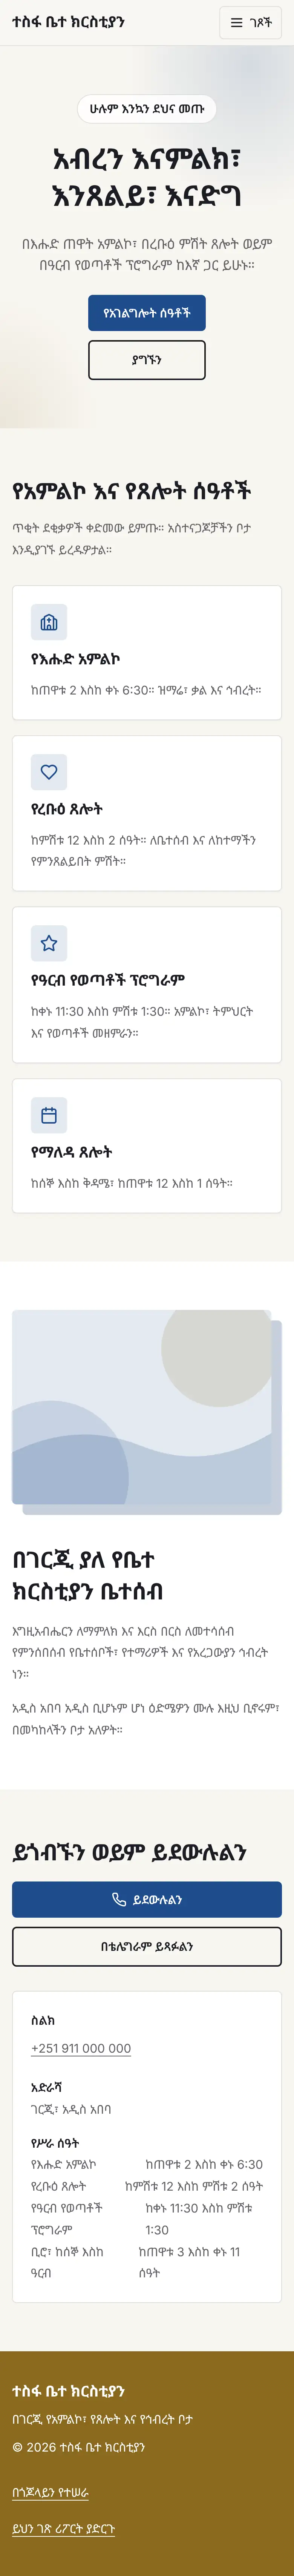 ተስፋ ቤተ ክርስቲያን
ገጾች
ሁሉም እንኳን ደህና መጡ
አብረን እናምልክ፣
እንጸልይ፣ እናድግ
በእሑድ ጠዋት አምልኮ፣ በረቡዕ ምሽት ጸሎት ወይም
በዓርብ የወጣቶች ፕሮግራም ከእኛ ጋር ይሁኑ።
የአገልግሎት ሰዓቶች
ያግኙን
የአምልኮ እና የጸሎት ሰዓቶች
ጥቂት ደቂቃዎች ቀድመው ይምጡ። አስተናጋጆቻችን ቦታ
እንዲያገኙ ይረዱዎታል።
የእሑድ አምልኮ
ከጠዋቱ 2 እስከ ቀኑ 6:30። ዝማሬ፣ ቃል እና ኅብረት።
የረቡዕ ጸሎት
ከምሽቱ 12 እስከ 2 ሰዓት። ለቤተሰብ እና ለከተማችን
የምንጸልይበት ምሽት።
የዓርብ የወጣቶች ፕሮግራም
ከቀኑ 11:30 እስከ ምሽቱ 1:30። አምልኮ፣ ትምህርት
እና የወጣቶች መዘምራን።
የማለዳ ጸሎት
ከሰኞ እስከ ቅዳሜ፣ ከጠዋቱ 12 እስከ 1 ሰዓት።
በገርጂ ያለ የቤተ
ክርስቲያን ቤተሰብ
እግዚአብሔርን ለማምለክ እና እርስ በርስ ለመተሳሰብ
የምንሰበሰብ የቤተሰቦች፣ የተማሪዎች እና የአረጋውያን ኅብረት
ነን።
አዲስ አበባ አዲስ ቢሆኑም ሆነ ዕድሜዎን ሙሉ እዚህ ቢኖሩም፣
በመካከላችን ቦታ አለዎት።
ይጎብኙን ወይም ይደውሉልን
ይደውሉልን
በቴሌግራም ይጻፉልን
ስልክ
+251 911 000 000
አድራሻ
ገርጂ፣ አዲስ አበባ
የሥራ ሰዓት
የእሑድ አምልኮ ከጠዋቱ 2 እስከ ቀኑ 6:30
የረቡዕ ጸሎት ከምሽቱ 12 እስከ ምሽቱ 2 ሰዓት
የዓርብ የወጣቶች ከቀኑ 11:30 እስከ ምሽቱ
ፕሮግራም 1:30
ቢሮ፣ ከሰኞ እስከ ከጠዋቱ 3 እስከ ቀኑ 11
ዓርብ ሰዓት
ተስፋ ቤተ ክርስቲያን
በገርጂ የአምልኮ፣ የጸሎት እና የኅብረት ቦታ
© 2026 ተስፋ ቤተ ክርስቲያን
በጎጆላይን የተሠራ
ይህን ገጽ ሪፖርት ያድርጉ